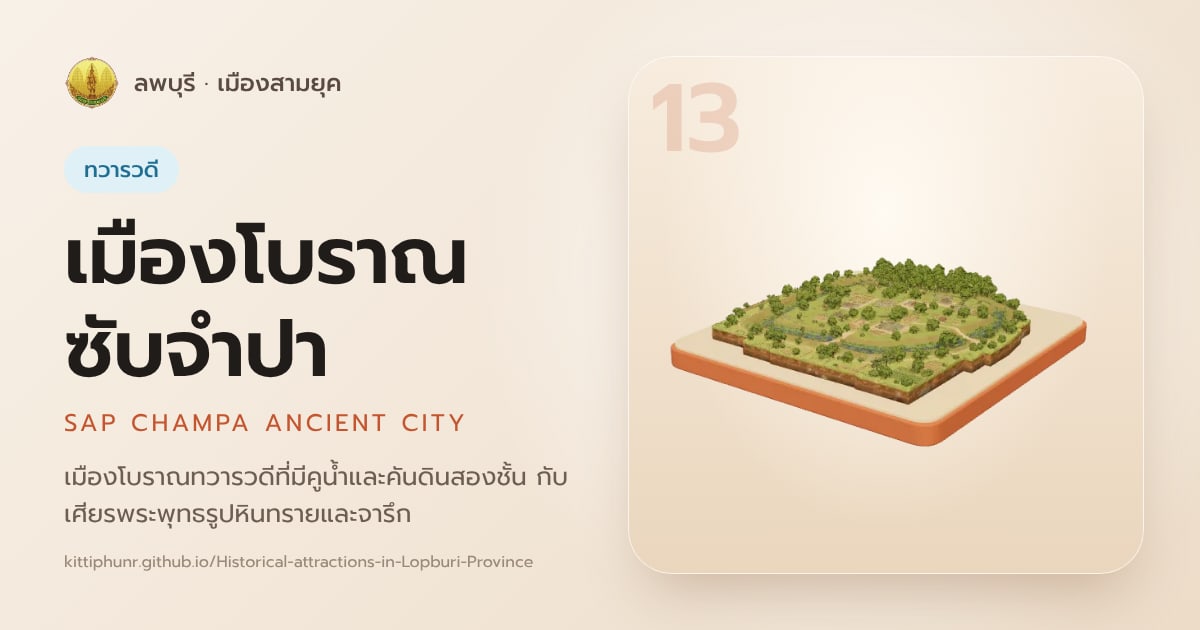 ลพบุรี · เมืองสามยุค
ทวารวดี
เมืองโบราณ
ซับจำปา
SAP CHAMPA ANCIENT CITY
เมืองโบราณทวารวดีที่มีคูน้ำและคันดินสองชั้น กับ
เศียรพระพุทธรูปหินทรายและจารึก
kittiphunr.github.io/Historical-attractions-in-Lopburi-Province
13